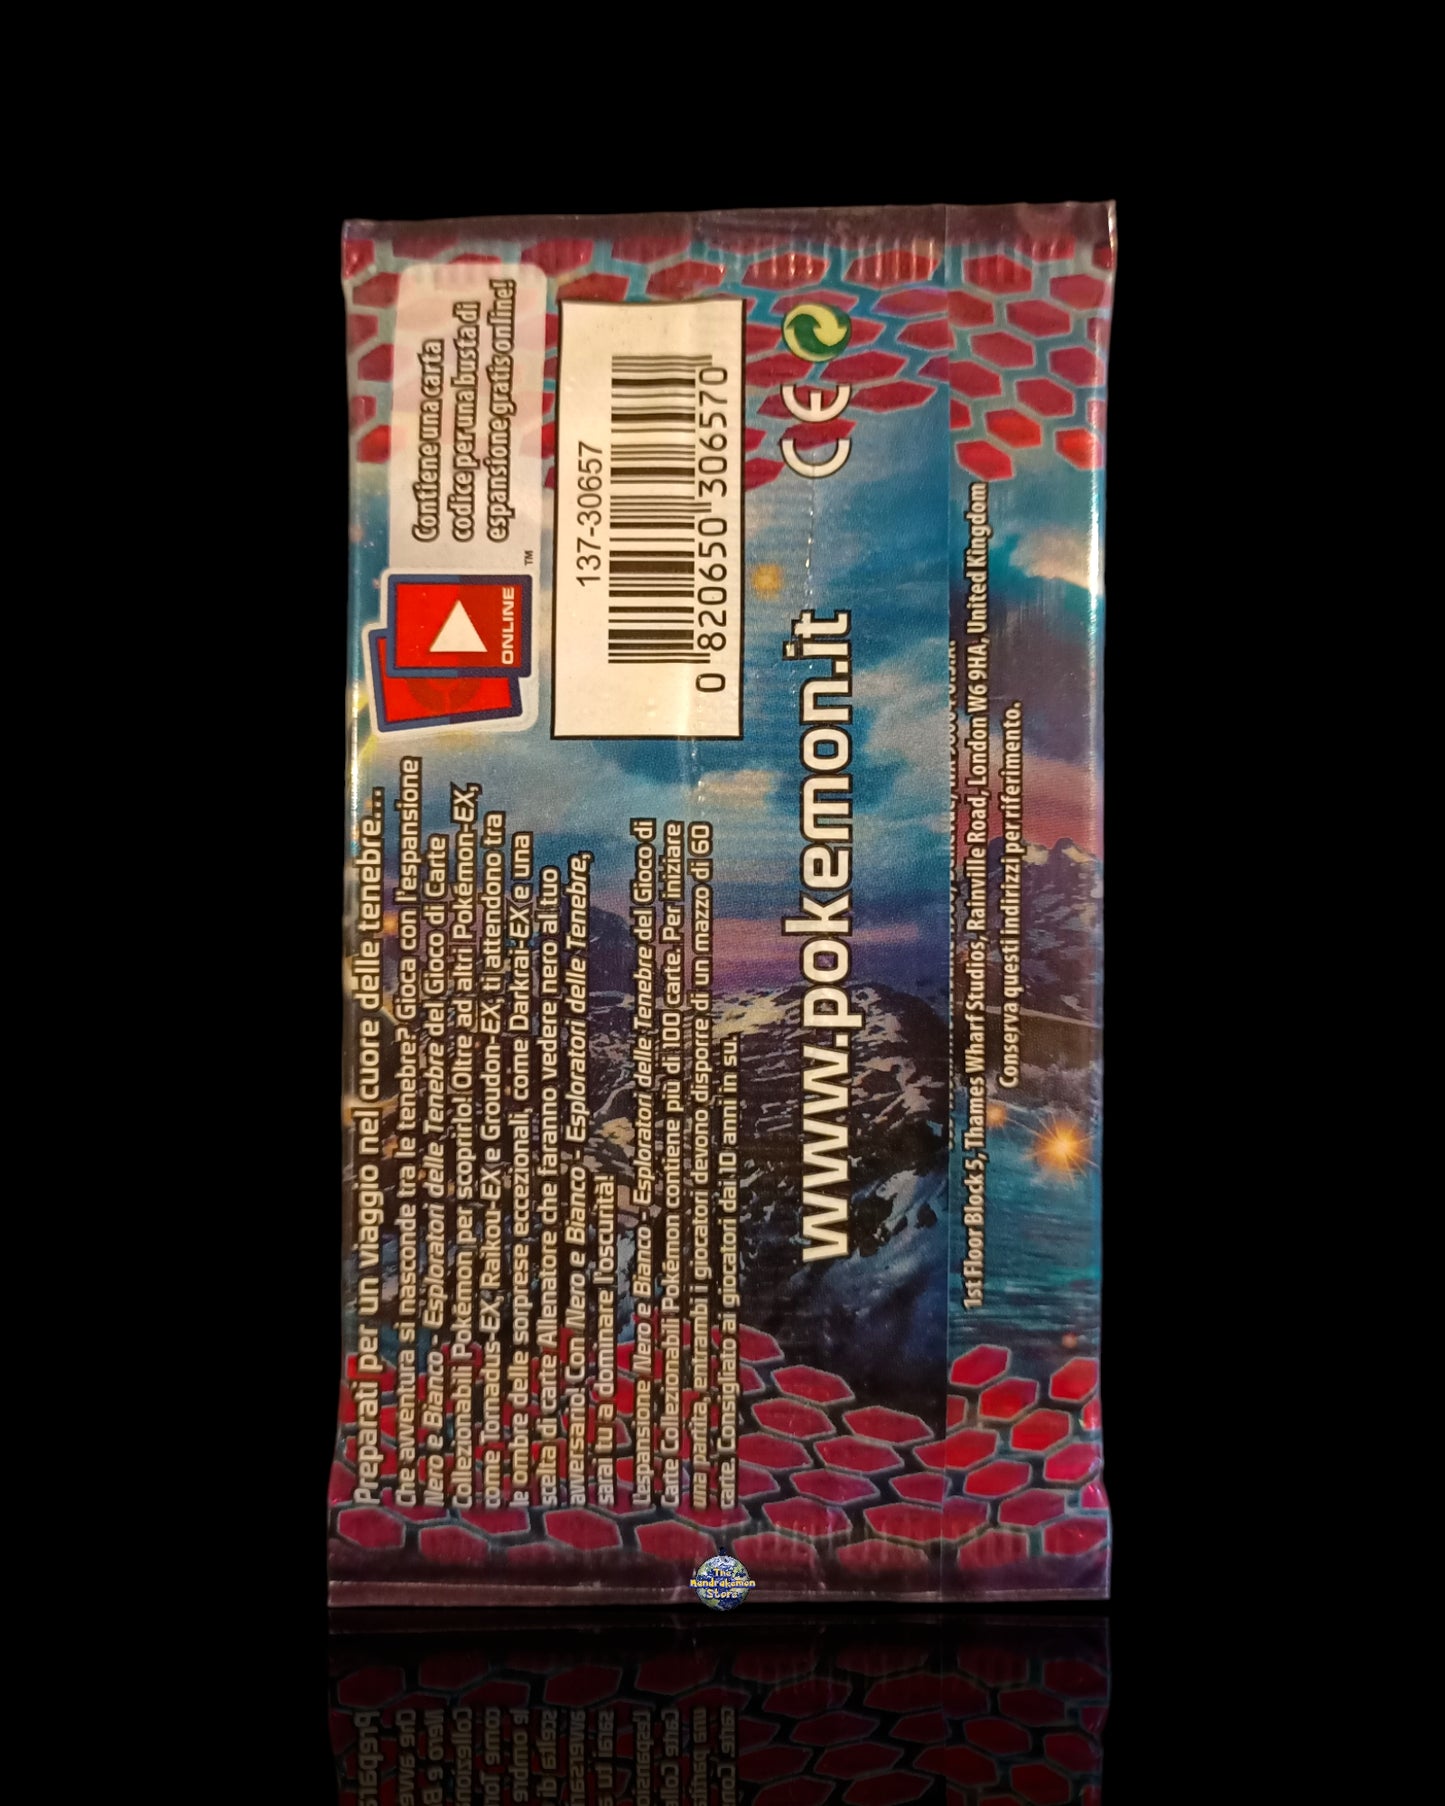 Preparati per un viaggio nel cuore delle tenebre...
Che avventura si nasconde tra le tenebre? Gioca con l'espansione
Nero e Bianco - Esploratori delle Tenebre del Gioco di Carte
Collezionabili Pokémon per scoprirlo! Oltre ad altri Pokémon-EX,
come Tornadus-EX, Raikou-EX e Groudon-EX, ti attendono tra
le ombre delle sorprese eccezionali, come Darkrai-EX e una
scelta di carte Allenatore che faranno vedere nero al tuo
avversario! Con Nero e Bianco - Esploratori delle Tenebre,
sarai tu a dominare l'oscurità!
L'espansione Nero e Bianco - Esploratori delle Tenebre del Gioco di
Carte Collezionabili Pokémon contiene più di 100 carte. Per iniziare
una partita, entrambi i giocatori devono disporre di un mazzo di 60
carte. Consigliato ai giocatori dai 10 anni in su.
ONLINE
TM
Contiene una carta
codice per una busta di
espansione gratis online!
137-30657
0 820650 306570
www.pokemon.it
CE
1st Floor Block 5, Thames Wharf Studios, Rainville Road, London W6 9HA, United Kingdom
Conserva questi indirizzi per riferimento.
The
Mandrakemon
Store